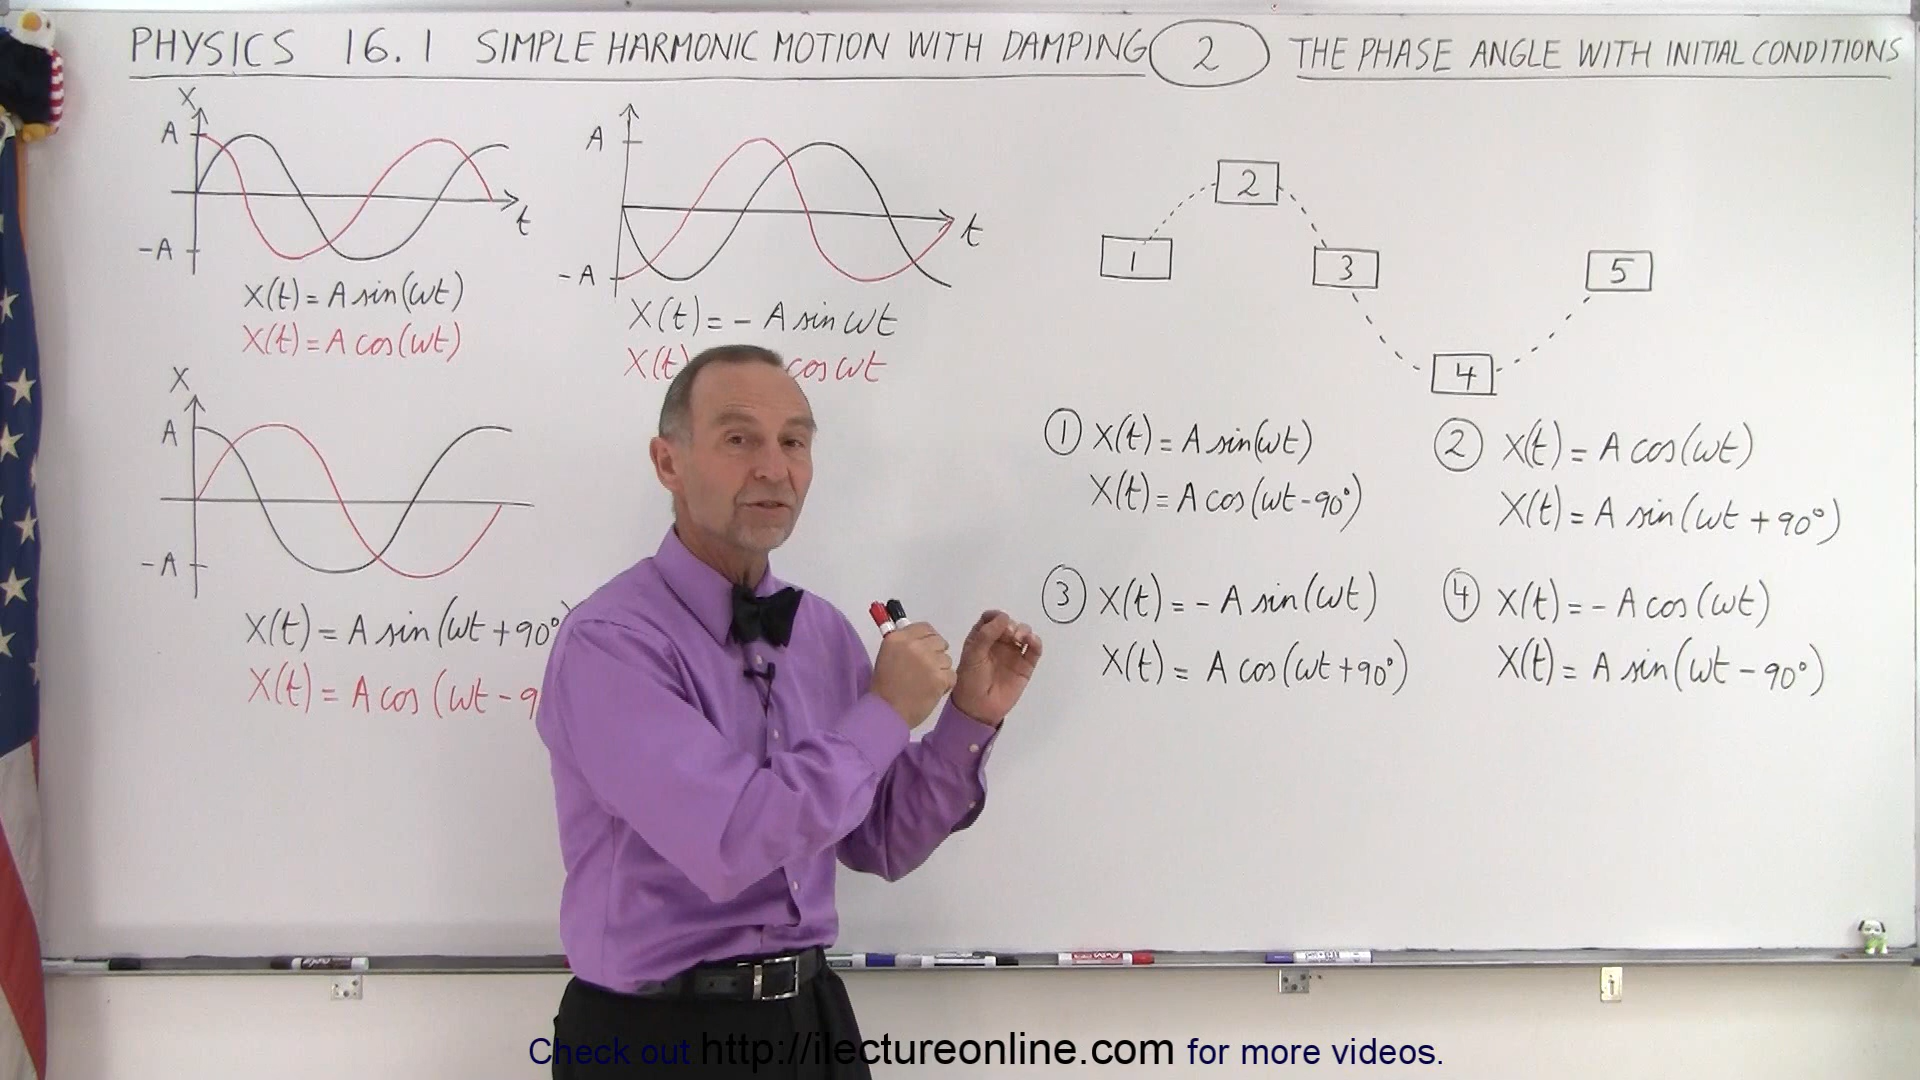 PHYSICS 16.1 SIMPLE HARMONIC MOTION WITH DAMPING 2 THE PHASE ANGLE WITH INITIAL CONDITIONS
X
A
-A
t
X(t) = A sin(ωt)
X(t) = A cos(ωt)
A
-A
t
X(t) = - A sin ωt
X(t) cos ωt
X
A
-A
X(t) = A sin(ωt + 90°
X(t) = A cos (ωt - 9
1
2
3
4
5
① X(t) = A sin(ωt)
X(t) = A cos(ωt - 90°)
② X(t) = A cos(ωt)
X(t) = A sin(ωt + 90°)
③ X(t) = - A sin(ωt)
X(t) = A cos(ωt + 90°)
④ X(t) = - A cos(ωt)
X(t) = A sin(ωt - 90°)
Check out http://ilectureonline.com for more videos.